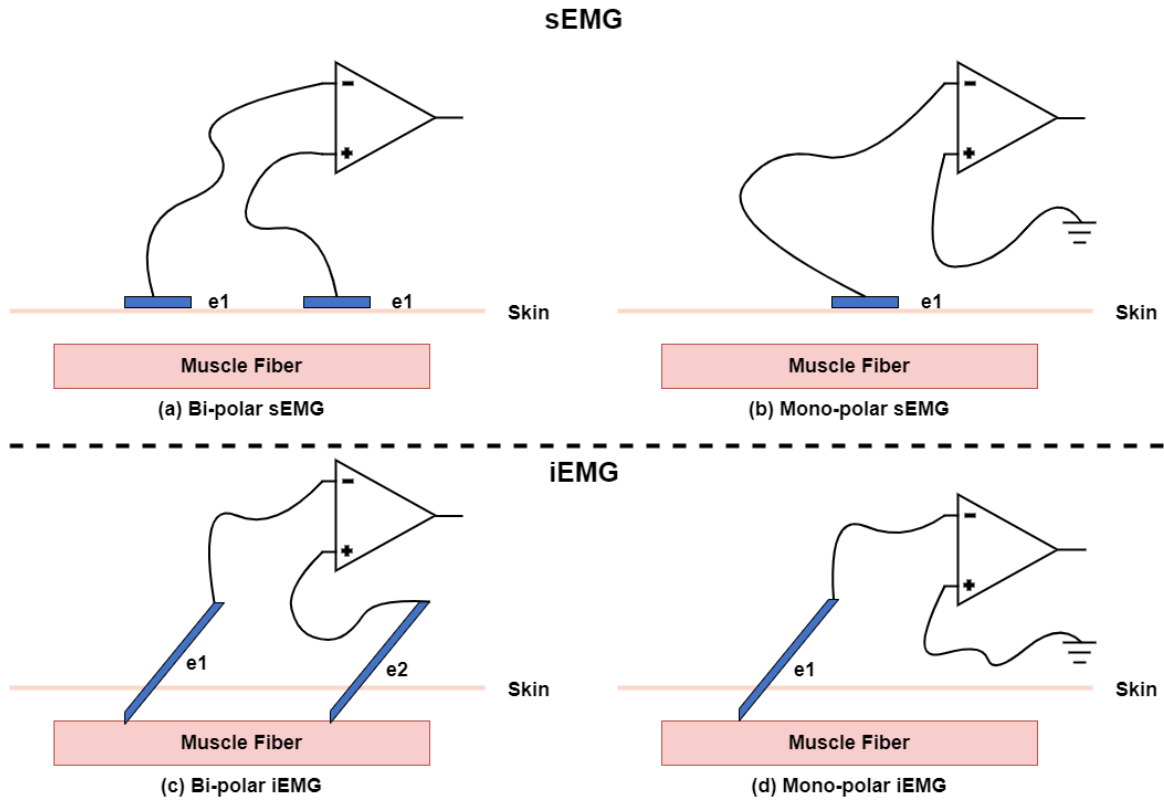 sEMG
-
-
+
+
e1
e1
Skin
e1
Skin
Muscle Fiber
Muscle Fiber
(a) Bi-polar sEMG
(b) Mono-polar sEMG
iEMG
-
-
+
+
e1
e2
Skin
e1
Skin
Muscle Fiber
Muscle Fiber
(c) Bi-polar iEMG
(d) Mono-polar iEMG